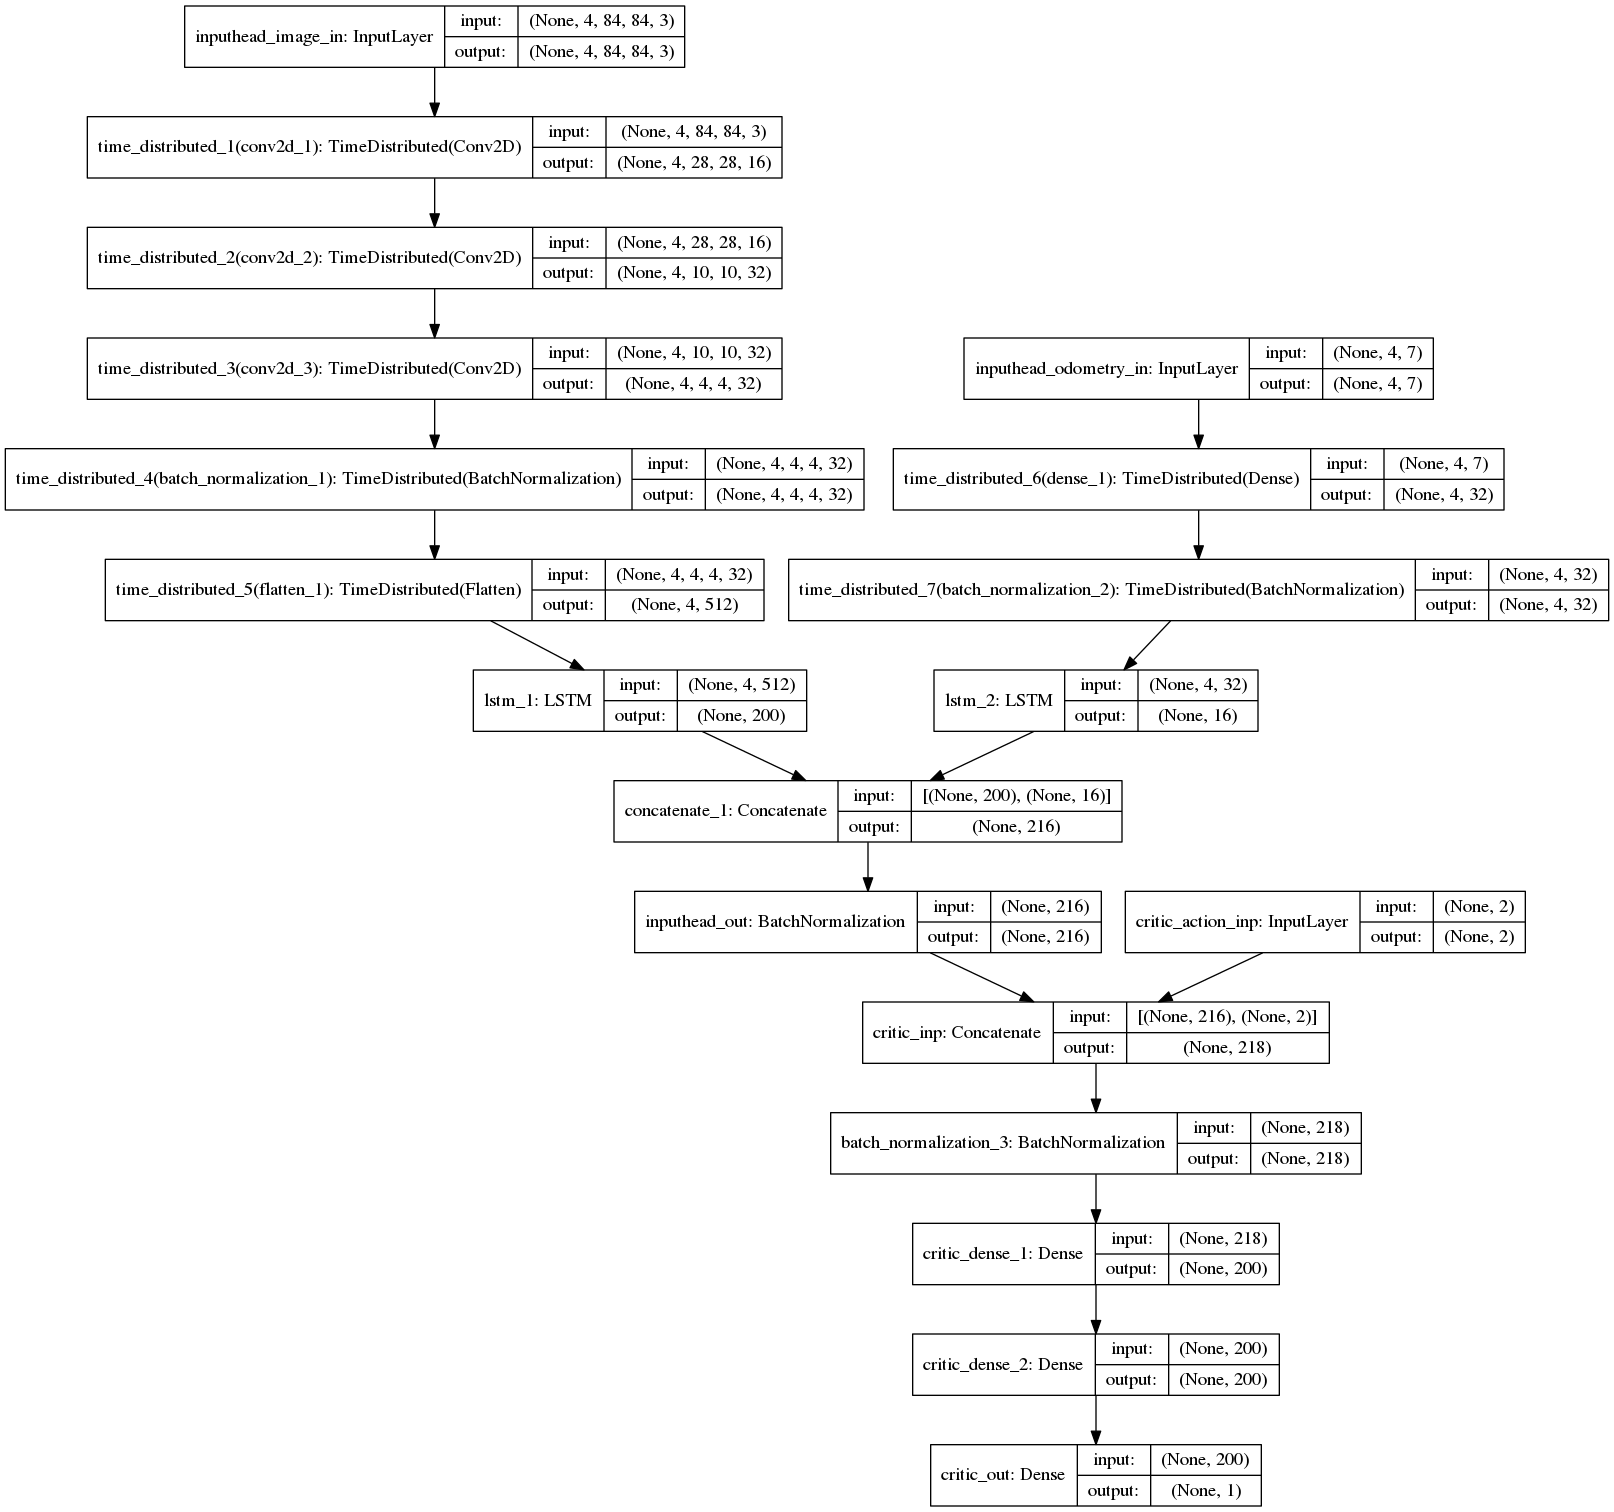 inputhead_image_in: InputLayer
input: (None, 4, 84, 84, 3)
output: (None, 4, 84, 84, 3)
time_distributed_1(conv2d_1): TimeDistributed(Conv2D)
input: (None, 4, 84, 84, 3)
output: (None, 4, 28, 28, 16)
time_distributed_2(conv2d_2): TimeDistributed(Conv2D)
input: (None, 4, 28, 28, 16)
output: (None, 4, 10, 10, 32)
time_distributed_3(conv2d_3): TimeDistributed(Conv2D)
input: (None, 4, 10, 10, 32)
output: (None, 4, 4, 4, 32)
inputhead_odometry_in: InputLayer
input: (None, 4, 7)
output: (None, 4, 7)
time_distributed_4(batch_normalization_1): TimeDistributed(BatchNormalization)
input: (None, 4, 4, 4, 32)
output: (None, 4, 4, 4, 32)
time_distributed_6(dense_1): TimeDistributed(Dense)
input: (None, 4, 7)
output: (None, 4, 32)
time_distributed_5(flatten_1): TimeDistributed(Flatten)
input: (None, 4, 4, 4, 32)
output: (None, 4, 512)
time_distributed_7(batch_normalization_2): TimeDistributed(BatchNormalization)
input: (None, 4, 32)
output: (None, 4, 32)
lstm_1: LSTM
input: (None, 4, 512)
output: (None, 200)
lstm_2: LSTM
input: (None, 4, 32)
output: (None, 16)
concatenate_1: Concatenate
input: [(None, 200), (None, 16)]
output: (None, 216)
inputhead_out: BatchNormalization
input: (None, 216)
output: (None, 216)
critic_action_inp: InputLayer
input: (None, 2)
output: (None, 2)
critic_inp: Concatenate
input: [(None, 216), (None, 2)]
output: (None, 218)
batch_normalization_3: BatchNormalization
input: (None, 218)
output: (None, 218)
critic_dense_1: Dense
input: (None, 218)
output: (None, 200)
critic_dense_2: Dense
input: (None, 200)
output: (None, 200)
critic_out: Dense
input: (None, 200)
output: (None, 1)